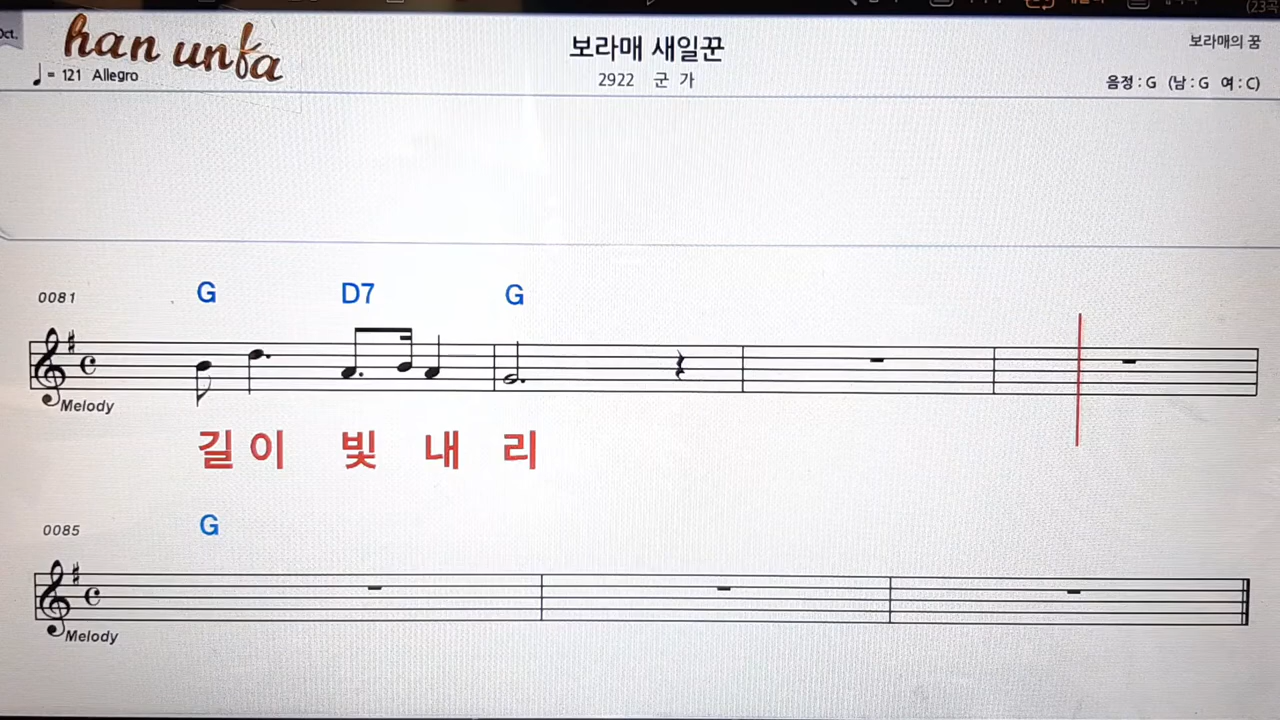 Oct.
han unfa
보라매 새일꾼
보라매의 꿈
= 121 Allegro
2922 군 가
음정 : G (남 : G 여 : C)
0081
G D7 G
Melody
길 이 빛 내 리
0085
G
Melody